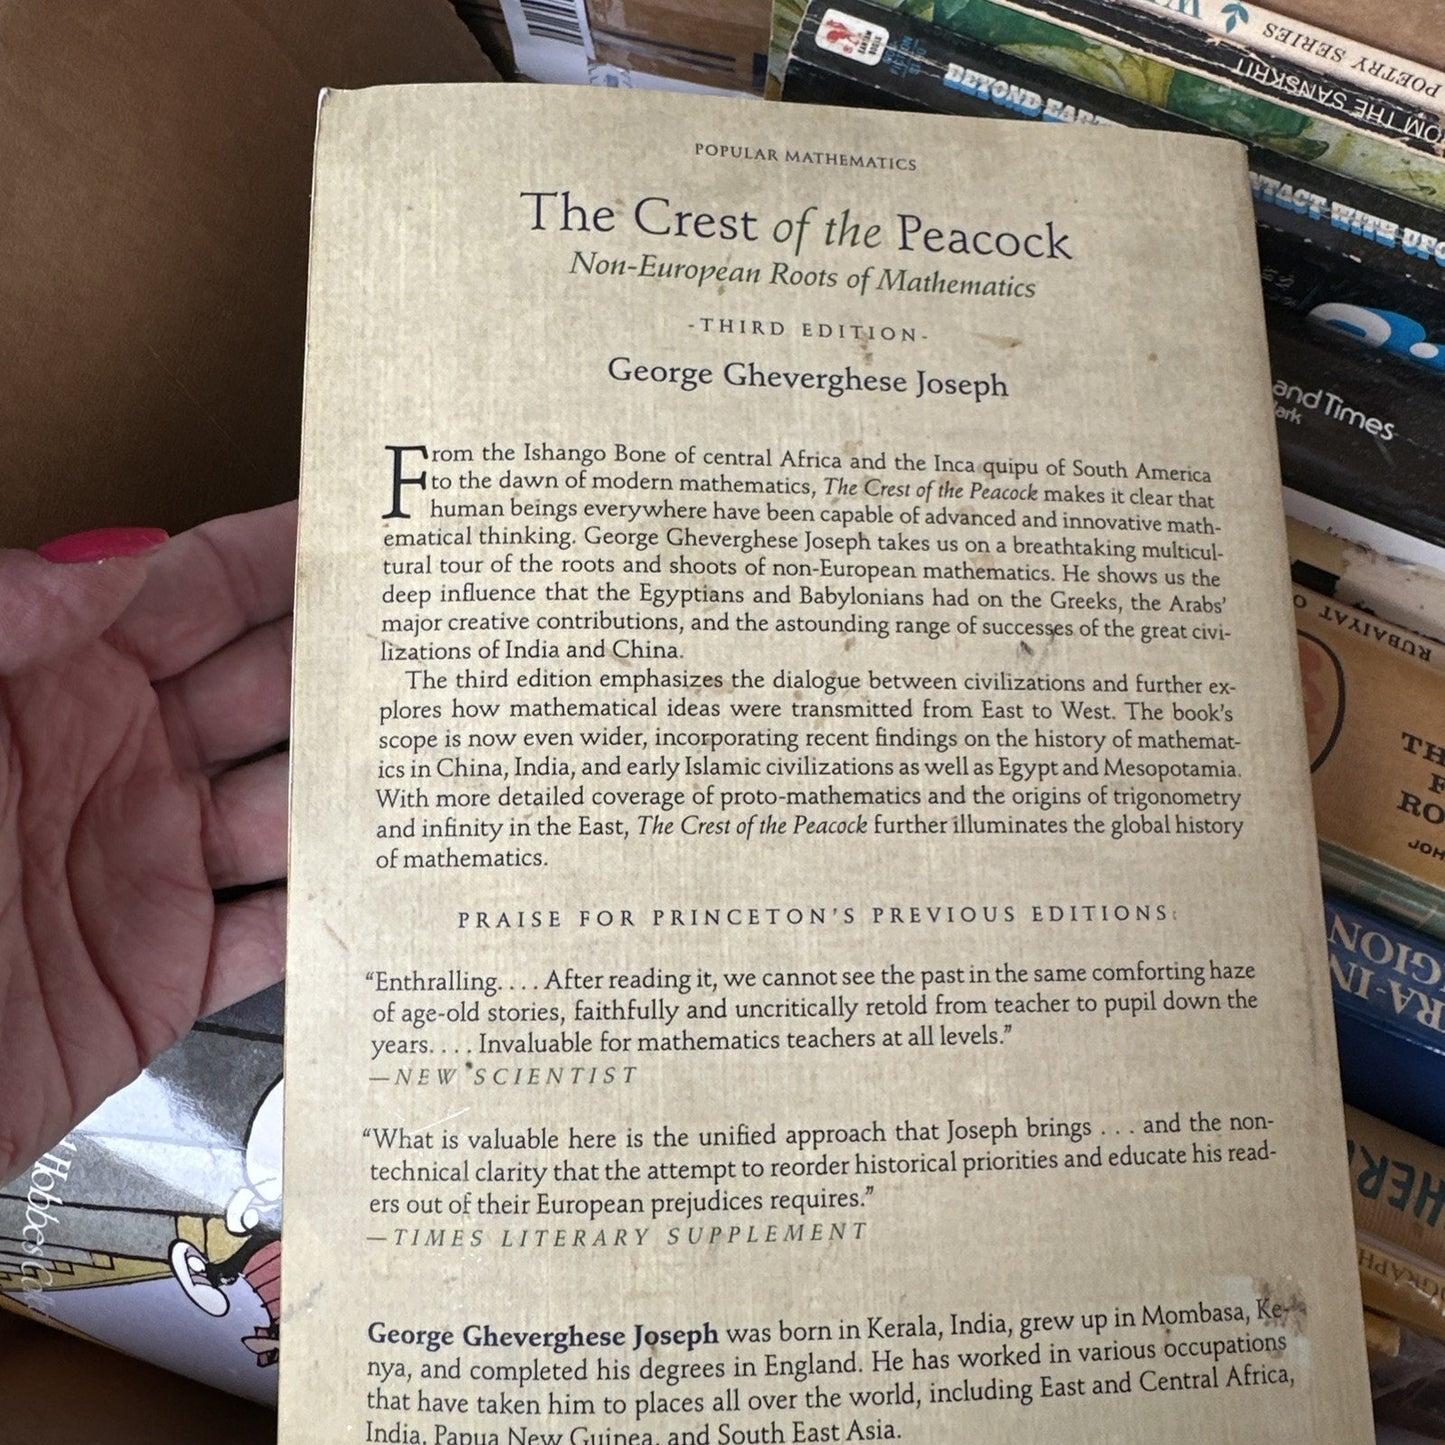 POPULAR MATHEMATICS
The Crest of the Peacock
Non-European Roots of Mathematics
-THIRD EDITION-
George Gheverghese Joseph
From the Ishango Bone of central Africa and the Inca quipu of South America
to the dawn of modern mathematics, The Crest of the Peacock makes it clear that
human beings everywhere have been capable of advanced and innovative math-
ematical thinking. George Gheverghese Joseph takes us on a breathtaking multicul-
tural tour of the roots and shoots of non-European mathematics. He shows us the
deep influence that the Egyptians and Babylonians had on the Greeks, the Arabs'
major creative contributions, and the astounding range of successes of the great civi-
lizations of India and China.
The third edition emphasizes the dialogue between civilizations and further ex-
plores how mathematical ideas were transmitted from East to West. The book's
scope is now even wider, incorporating recent findings on the history of mathemat-
ics in China, India, and early Islamic civilizations as well as Egypt and Mesopotamia.
With more detailed coverage of proto-mathematics and the origins of trigonometry
and infinity in the East, The Crest of the Peacock further illuminates the global history
of mathematics.
PRAISE FOR PRINCETON'S PREVIOUS EDITIONS:
“Enthralling. . . . After reading it, we cannot see the past in the same comforting haze
of age-old stories, faithfully and uncritically retold from teacher to pupil down the
years. . . . Invaluable for mathematics teachers at all levels.”
—NEW SCIENTIST
“What is valuable here is the unified approach that Joseph brings . . . and the non-
technical clarity that the attempt to reorder historical priorities and educate his read-
ers out of their European prejudices requires.”
—TIMES LITERARY SUPPLEMENT
George Gheverghese Joseph was born in Kerala, India, grew up in Mombasa, Ke-
nya, and completed his degrees in England. He has worked in various occupations
that have taken him to places all over the world, including East and Central Africa,
India, Papua New Guinea, and South East Asia.
POETRY SERIES
THE SANSKRIT
BEYOND
WITH UFO
and Times
RUBAIYAT O
Hobbes